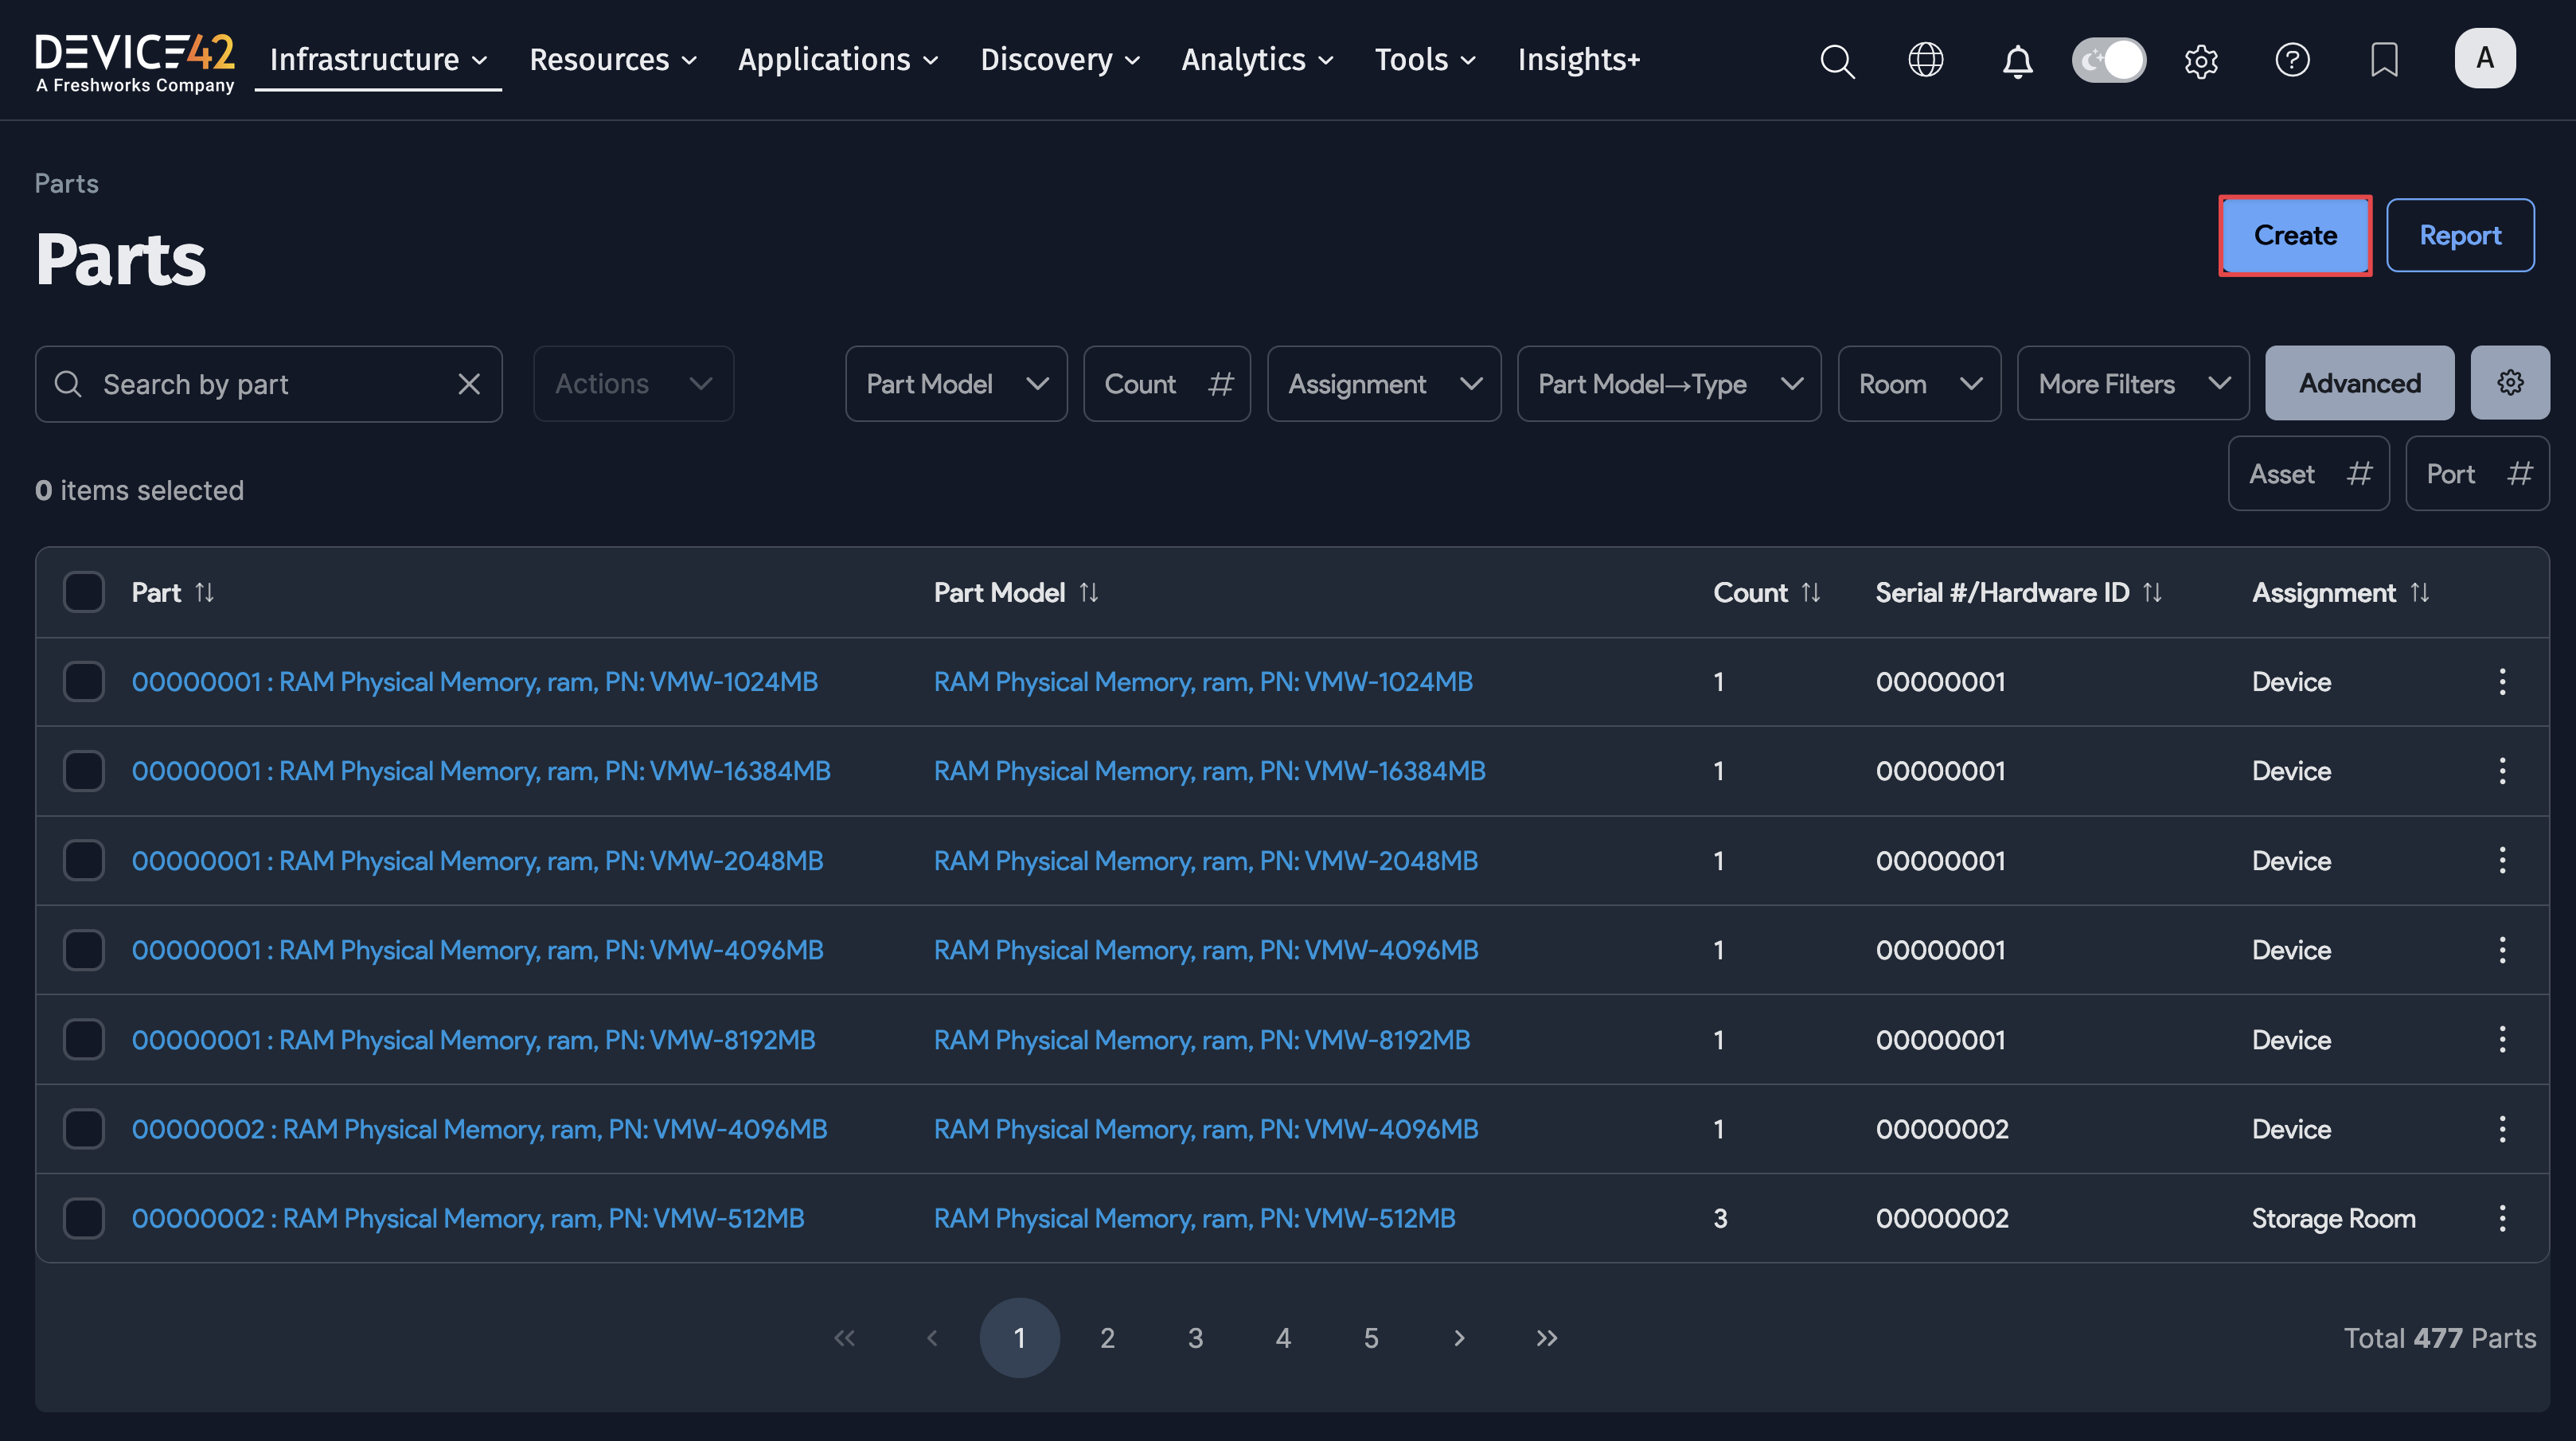 DEVICE42
A Freshworks Company
Infrastructure Resources Applications Discovery Analytics Tools Insights+ A
Parts
Parts
Create Report
Search by part Actions Part Model Count # Assignment Part Model→Type Room More Filters Advanced
0 items selected Asset # Port #
Part Part Model Count Serial #/Hardware ID Assignment
00000001 : RAM Physical Memory, ram, PN: VMW-1024MB RAM Physical Memory, ram, PN: VMW-1024MB 1 00000001 Device
00000001 : RAM Physical Memory, ram, PN: VMW-16384MB RAM Physical Memory, ram, PN: VMW-16384MB 1 00000001 Device
00000001 : RAM Physical Memory, ram, PN: VMW-2048MB RAM Physical Memory, ram, PN: VMW-2048MB 1 00000001 Device
00000001 : RAM Physical Memory, ram, PN: VMW-4096MB RAM Physical Memory, ram, PN: VMW-4096MB 1 00000001 Device
00000001 : RAM Physical Memory, ram, PN: VMW-8192MB RAM Physical Memory, ram, PN: VMW-8192MB 1 00000001 Device
00000002 : RAM Physical Memory, ram, PN: VMW-4096MB RAM Physical Memory, ram, PN: VMW-4096MB 1 00000002 Device
00000002 : RAM Physical Memory, ram, PN: VMW-512MB RAM Physical Memory, ram, PN: VMW-512MB 3 00000002 Storage Room
« ‹ 1 2 3 4 5 › » Total 477 Parts